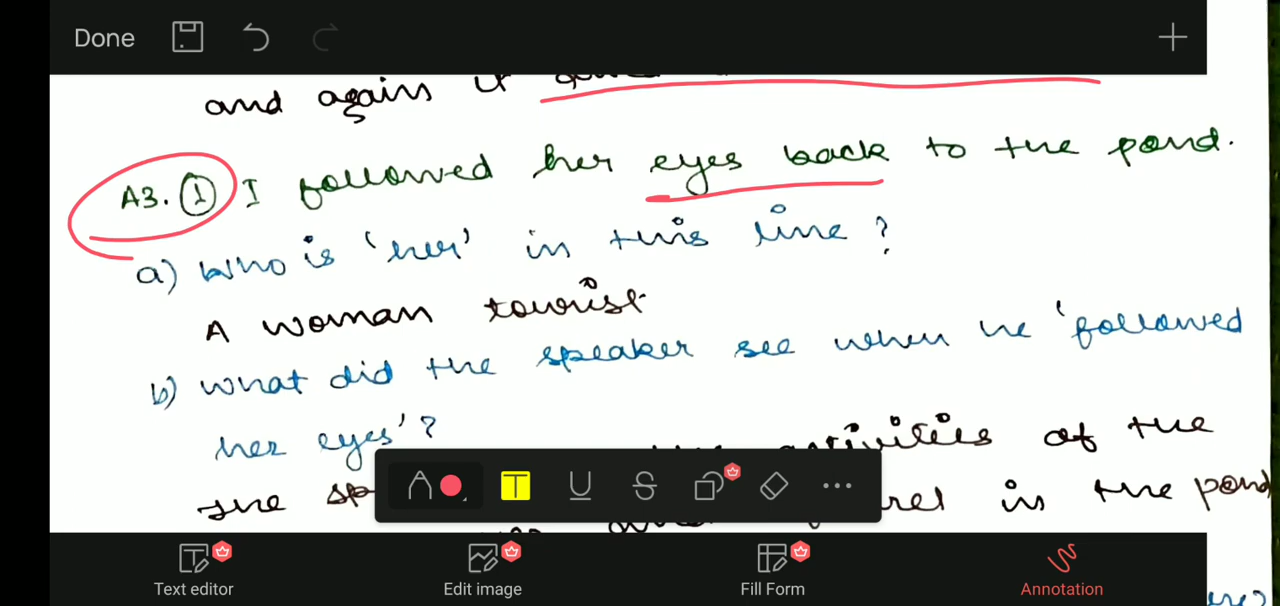 Done
and again it
A3. ① I followed her eyes back to the pond.
a) Who is 'her' in this line?
A woman tourist
b) What did the speaker see when he 'followed
her eyes'?
activities of the
the in the pond
T
U
S
Text editor
Edit image
Fill Form
Annotation